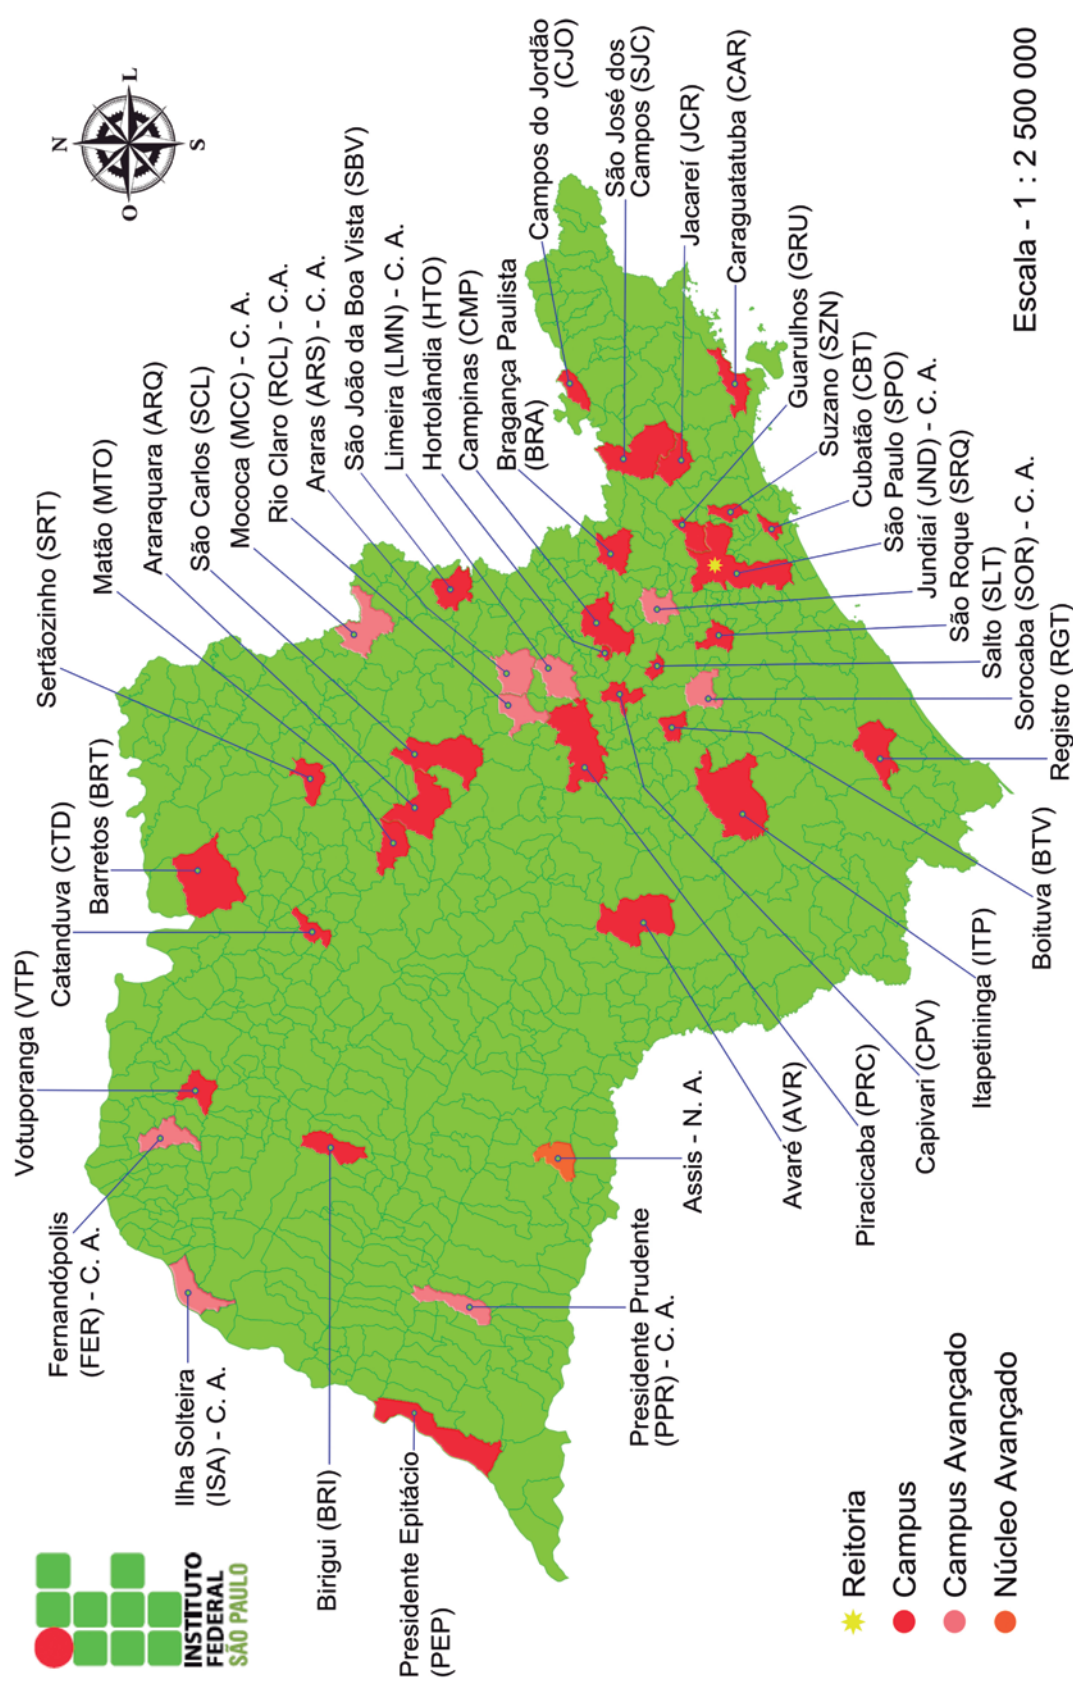 INSTITUTO
FEDERAL
SÃO PAULO
Ilha Solteira
(ISA) - C. A.
Fernandópolis
(FER) - C. A.
Votuporanga (VTP)
Catanduva (CTD)
Barretos (BRT)
Sertãozinho (SRT)
Matão (MTO)
Araraquara (ARQ)
São Carlos (SCL)
Mococa (MCC) - C. A.
Rio Claro (RCL) - C.A.
Araras (ARS) - C. A.
São João da Boa Vista (SBV)
Limeira (LMN) - C. A.
Hortolândia (HTO)
Campinas (CMP)
Bragança Paulista
(BRA)
N
O
L
S
Campos do Jordão
(CJO)
São José dos
Campos (SJC)
Jacareí (JCR)
Caraguatatuba (CAR)
Guarulhos (GRU)
Suzano (SZN)
Cubatão (CBT)
São Paulo (SPO)
Jundiaí (JND) - C. A.
São Roque (SRQ)
Salto (SLT)
Sorocaba (SOR) - C. A.
Registro (RGT)
Boituva (BTV)
Itapetininga (ITP)
Capivari (CPV)
Piracicaba (PRC)
Avaré (AVR)
Assis - N. A.
Presidente Prudente
(PPR) - C. A.
Birigui (BRI)
Presidente Epitácio
(PEP)
Reitoria
Campus
Campus Avançado
Núcleo Avançado
Escala - 1 : 2 500 000